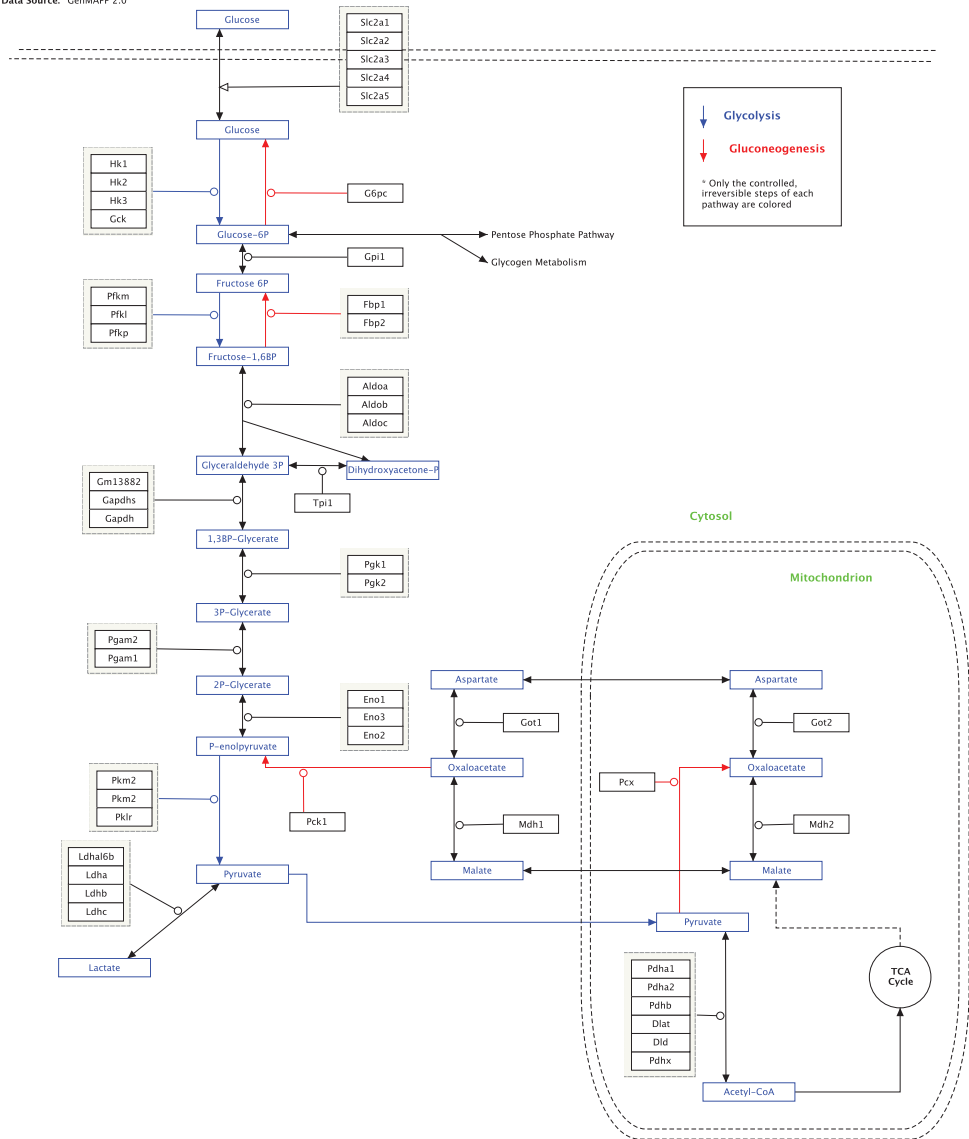 Data Source: GenMAPP 2.0
Glucose
Slc2a1
Slc2a2
Slc2a3
Slc2a4
Slc2a5
Glucose
Glycolysis
Gluconeogenesis
* Only the controlled,
irreversible steps of each
pathway are colored
Hk1
Hk2
Hk3
Gck
G6pc
Glucose-6P
Pentose Phosphate Pathway
Glycogen Metabolism
Gpi1
Fructose 6P
Pfkm
Pfkl
Pfkp
Fbp1
Fbp2
Fructose-1,6BP
Aldoa
Aldob
Aldoc
Glyceraldehyde 3P
Dihydroxyacetone-P
Tpi1
Gm13882
Gapdhs
Gapdh
1,3BP-Glycerate
Pgk1
Pgk2
3P-Glycerate
Pgam2
Pgam1
2P-Glycerate
Eno1
Eno3
Eno2
P-enolpyruvate
Pkm2
Pkm2
Pklr
Pck1
Ldhal6b
Ldha
Ldhb
Ldhc
Pyruvate
Lactate
Cytosol
Mitochondrion
Aspartate
Aspartate
Got1
Got2
Oxaloacetate
Oxaloacetate
Pcx
Mdh1
Mdh2
Malate
Malate
Pyruvate
Pdha1
Pdha2
Pdhb
Dlat
Dld
Pdhx
TCA
Cycle
Acetyl-CoA